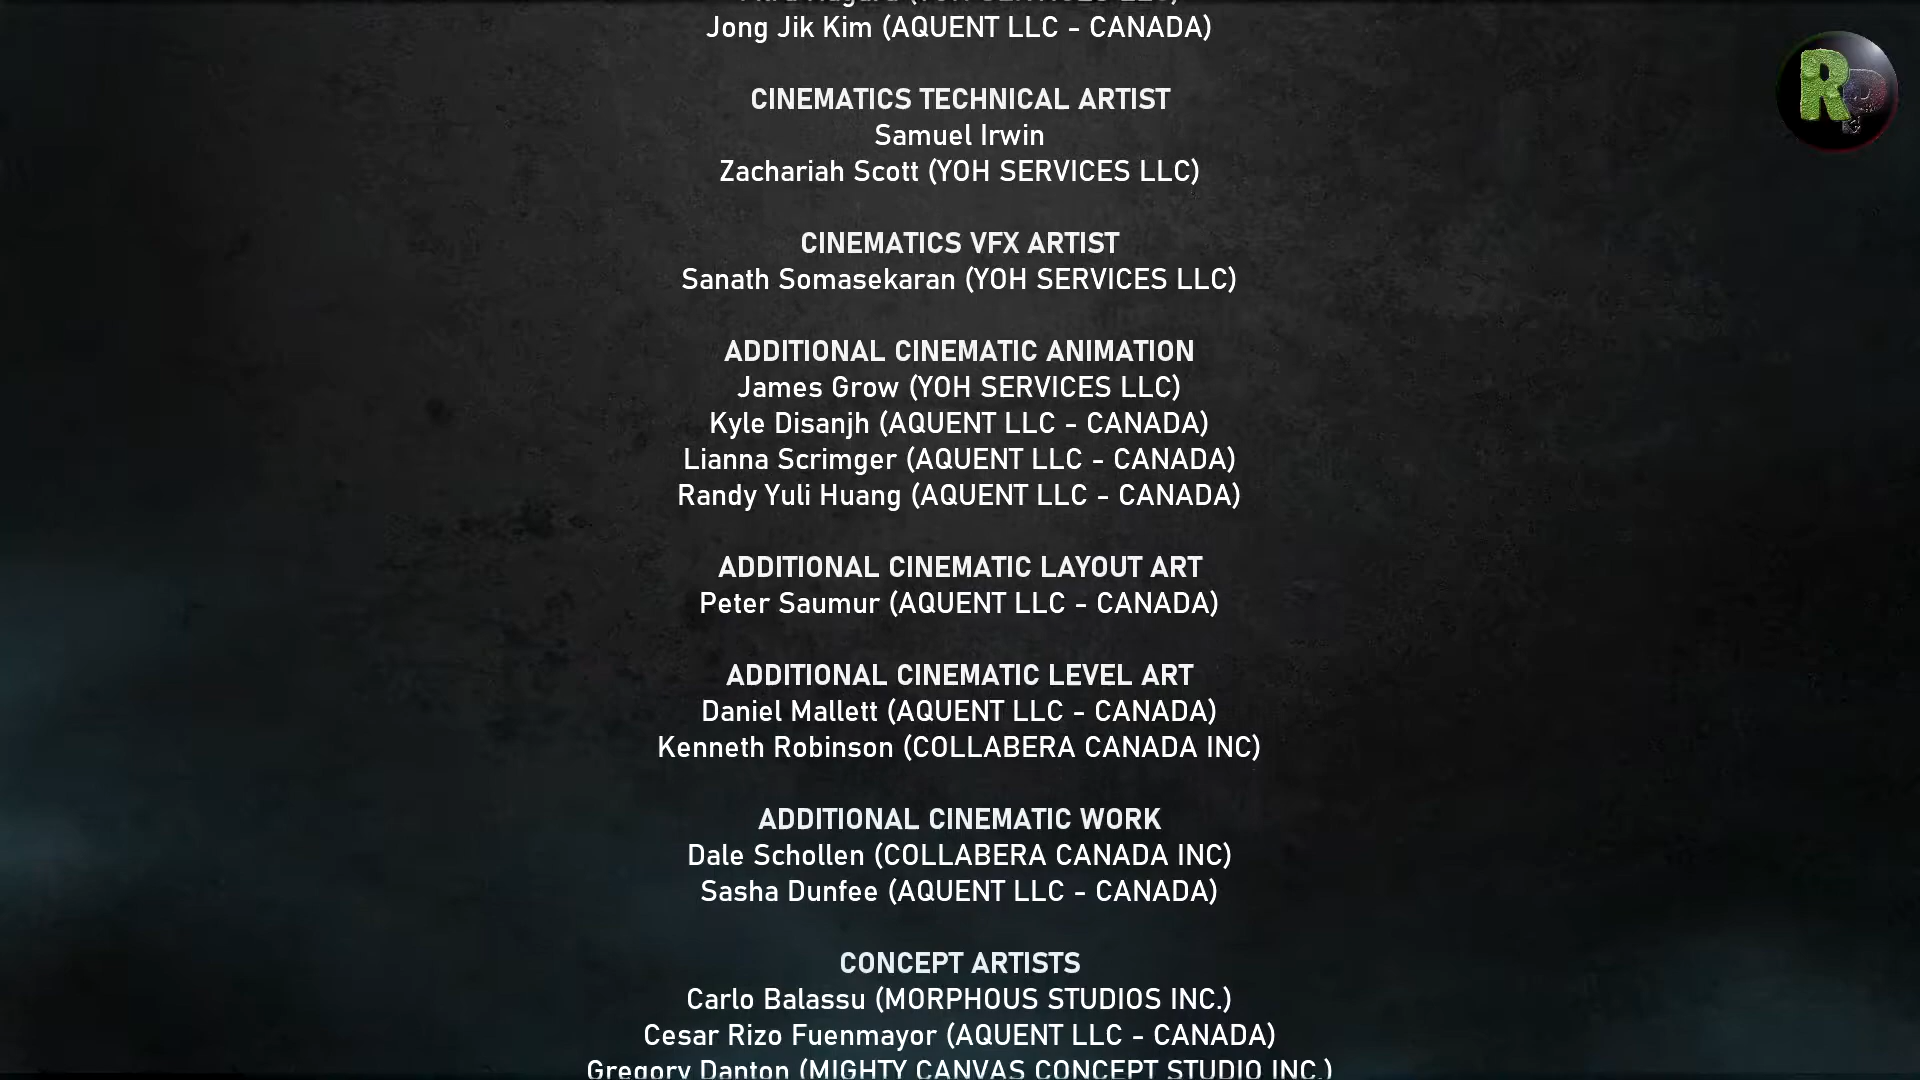 (YOH SERVICES LLC)
Jong Jik Kim (AQUENT LLC - CANADA)
CINEMATICS TECHNICAL ARTIST
Samuel Irwin
Zachariah Scott (YOH SERVICES LLC)
CINEMATICS VFX ARTIST
Sanath Somasekaran (YOH SERVICES LLC)
ADDITIONAL CINEMATIC ANIMATION
James Grow (YOH SERVICES LLC)
Kyle Disanjh (AQUENT LLC - CANADA)
Lianna Scrimger (AQUENT LLC - CANADA)
Randy Yuli Huang (AQUENT LLC - CANADA)
ADDITIONAL CINEMATIC LAYOUT ART
Peter Saumur (AQUENT LLC - CANADA)
ADDITIONAL CINEMATIC LEVEL ART
Daniel Mallett (AQUENT LLC - CANADA)
Kenneth Robinson (COLLABERA CANADA INC)
ADDITIONAL CINEMATIC WORK
Dale Schollen (COLLABERA CANADA INC)
Sasha Dunfee (AQUENT LLC - CANADA)
CONCEPT ARTISTS
Carlo Balassu (MORPHOUS STUDIOS INC.)
Cesar Rizo Fuenmayor (AQUENT LLC - CANADA)
Gregory Danton (MIGHTY CANVAS CONCEPT STUDIO INC.)